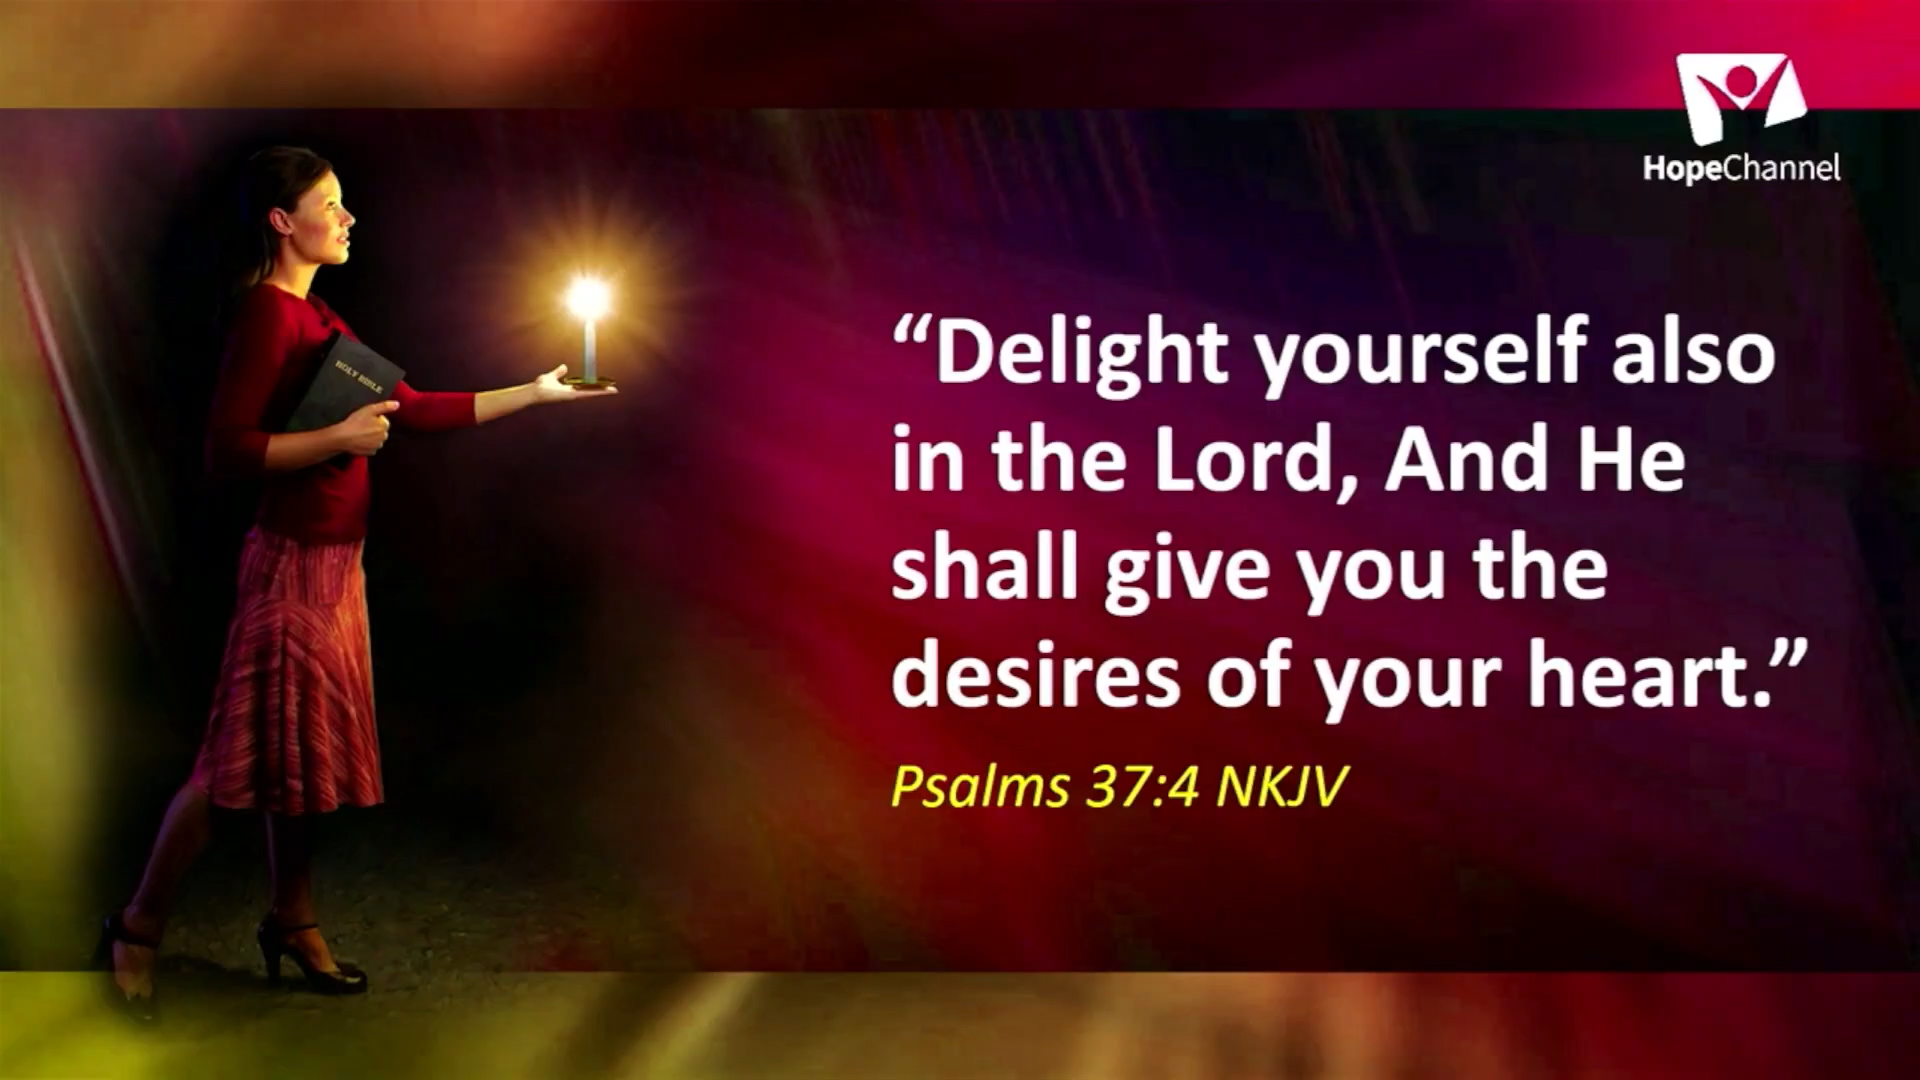 HopeChannel
HOLY BIBLE
“Delight yourself also
in the Lord, And He
shall give you the
desires of your heart.”
Psalms 37:4 NKJV